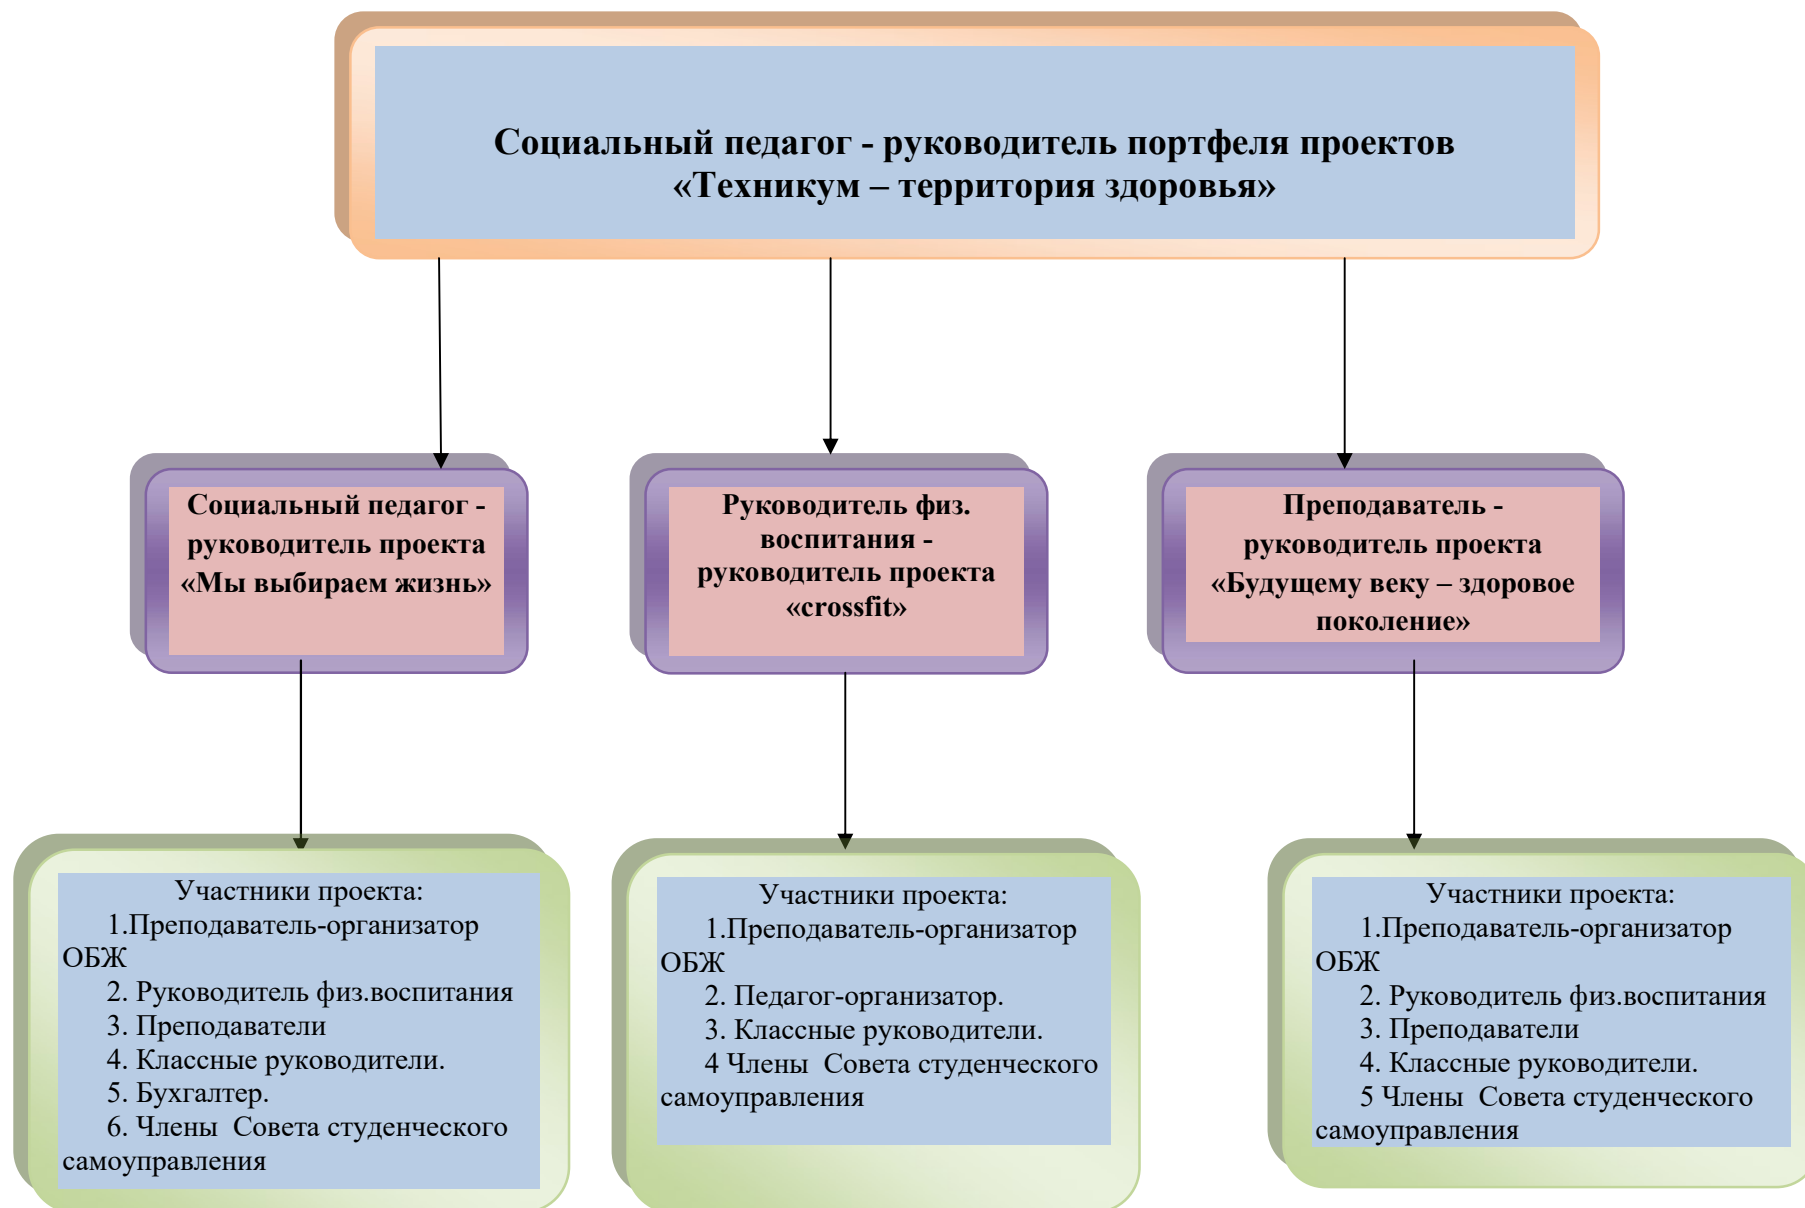 Социальный педагог - руководитель портфеля проектов
«Техникум – территория здоровья»
Социальный педагог -
руководитель проекта
«Мы выбираем жизнь»
Руководитель физ.
воспитания -
руководитель проекта
«crossfit»
Преподаватель -
руководитель проекта
«Будущему веку – здоровое
поколение»
Участники проекта:
1.Преподаватель-организатор
ОБЖ
2. Руководитель физ.воспитания
3. Преподаватели
4. Классные руководители.
5. Бухгалтер.
6. Члены  Совета студенческого
самоуправления
Участники проекта:
1.Преподаватель-организатор
ОБЖ
2. Педагог-организатор.
3. Классные руководители.
4 Члены  Совета студенческого
самоуправления
Участники проекта:
1.Преподаватель-организатор
ОБЖ
2. Руководитель физ.воспитания
3. Преподаватели
4. Классные руководители.
5 Члены  Совета студенческого
самоуправления